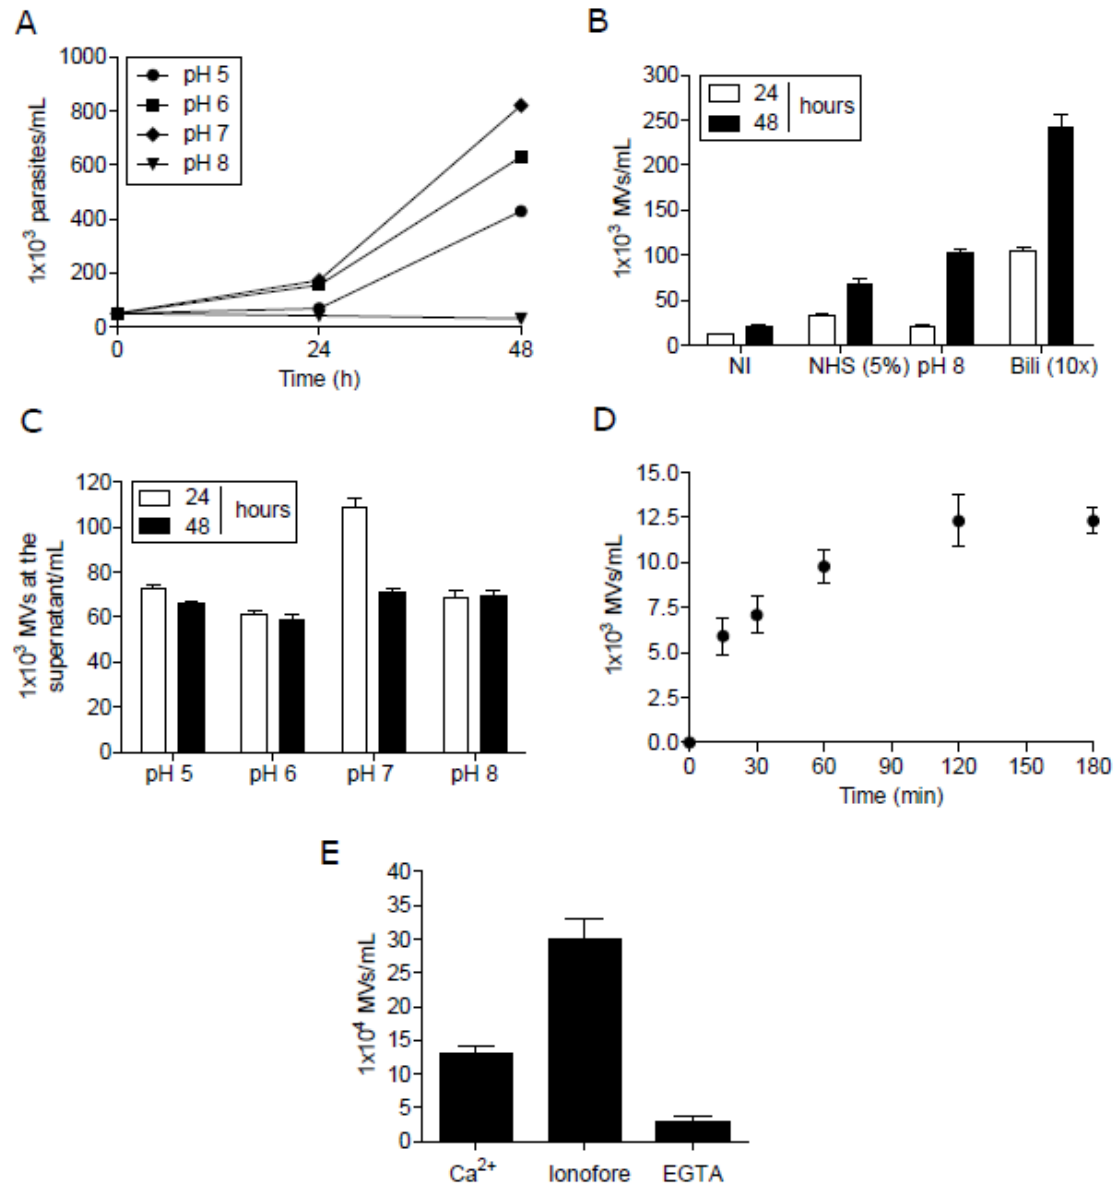 A
1x10³ parasites/mL
1000
800
600
400
200
0
pH 5
pH 6
pH 7
pH 8
0 24 48
Time (h)
B
1x10³ MVs/mL
300
250
200
150
100
50
0
24
48
hours
NI NHS (5%) pH 8 Bili (10x)
C
1x10³ MVs at the
supernatant/mL
120
100
80
60
40
20
0
24
48
hours
pH 5 pH 6 pH 7 pH 8
D
1x10³ MVs/mL
15.0
12.5
10.0
7.5
5.0
2.5
0.0
0 30 60 90 120 150 180
Time (min)
E
1x10⁴ MVs/mL
40
35
30
25
20
15
10
5
0
Ca²⁺ Ionofore EGTA